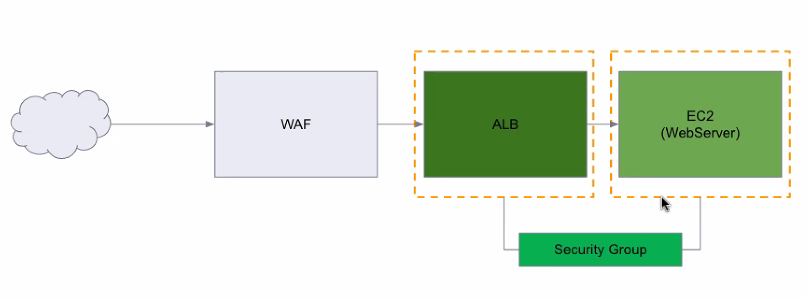 WAF
ALB
EC2
(WebServer)
Security Group